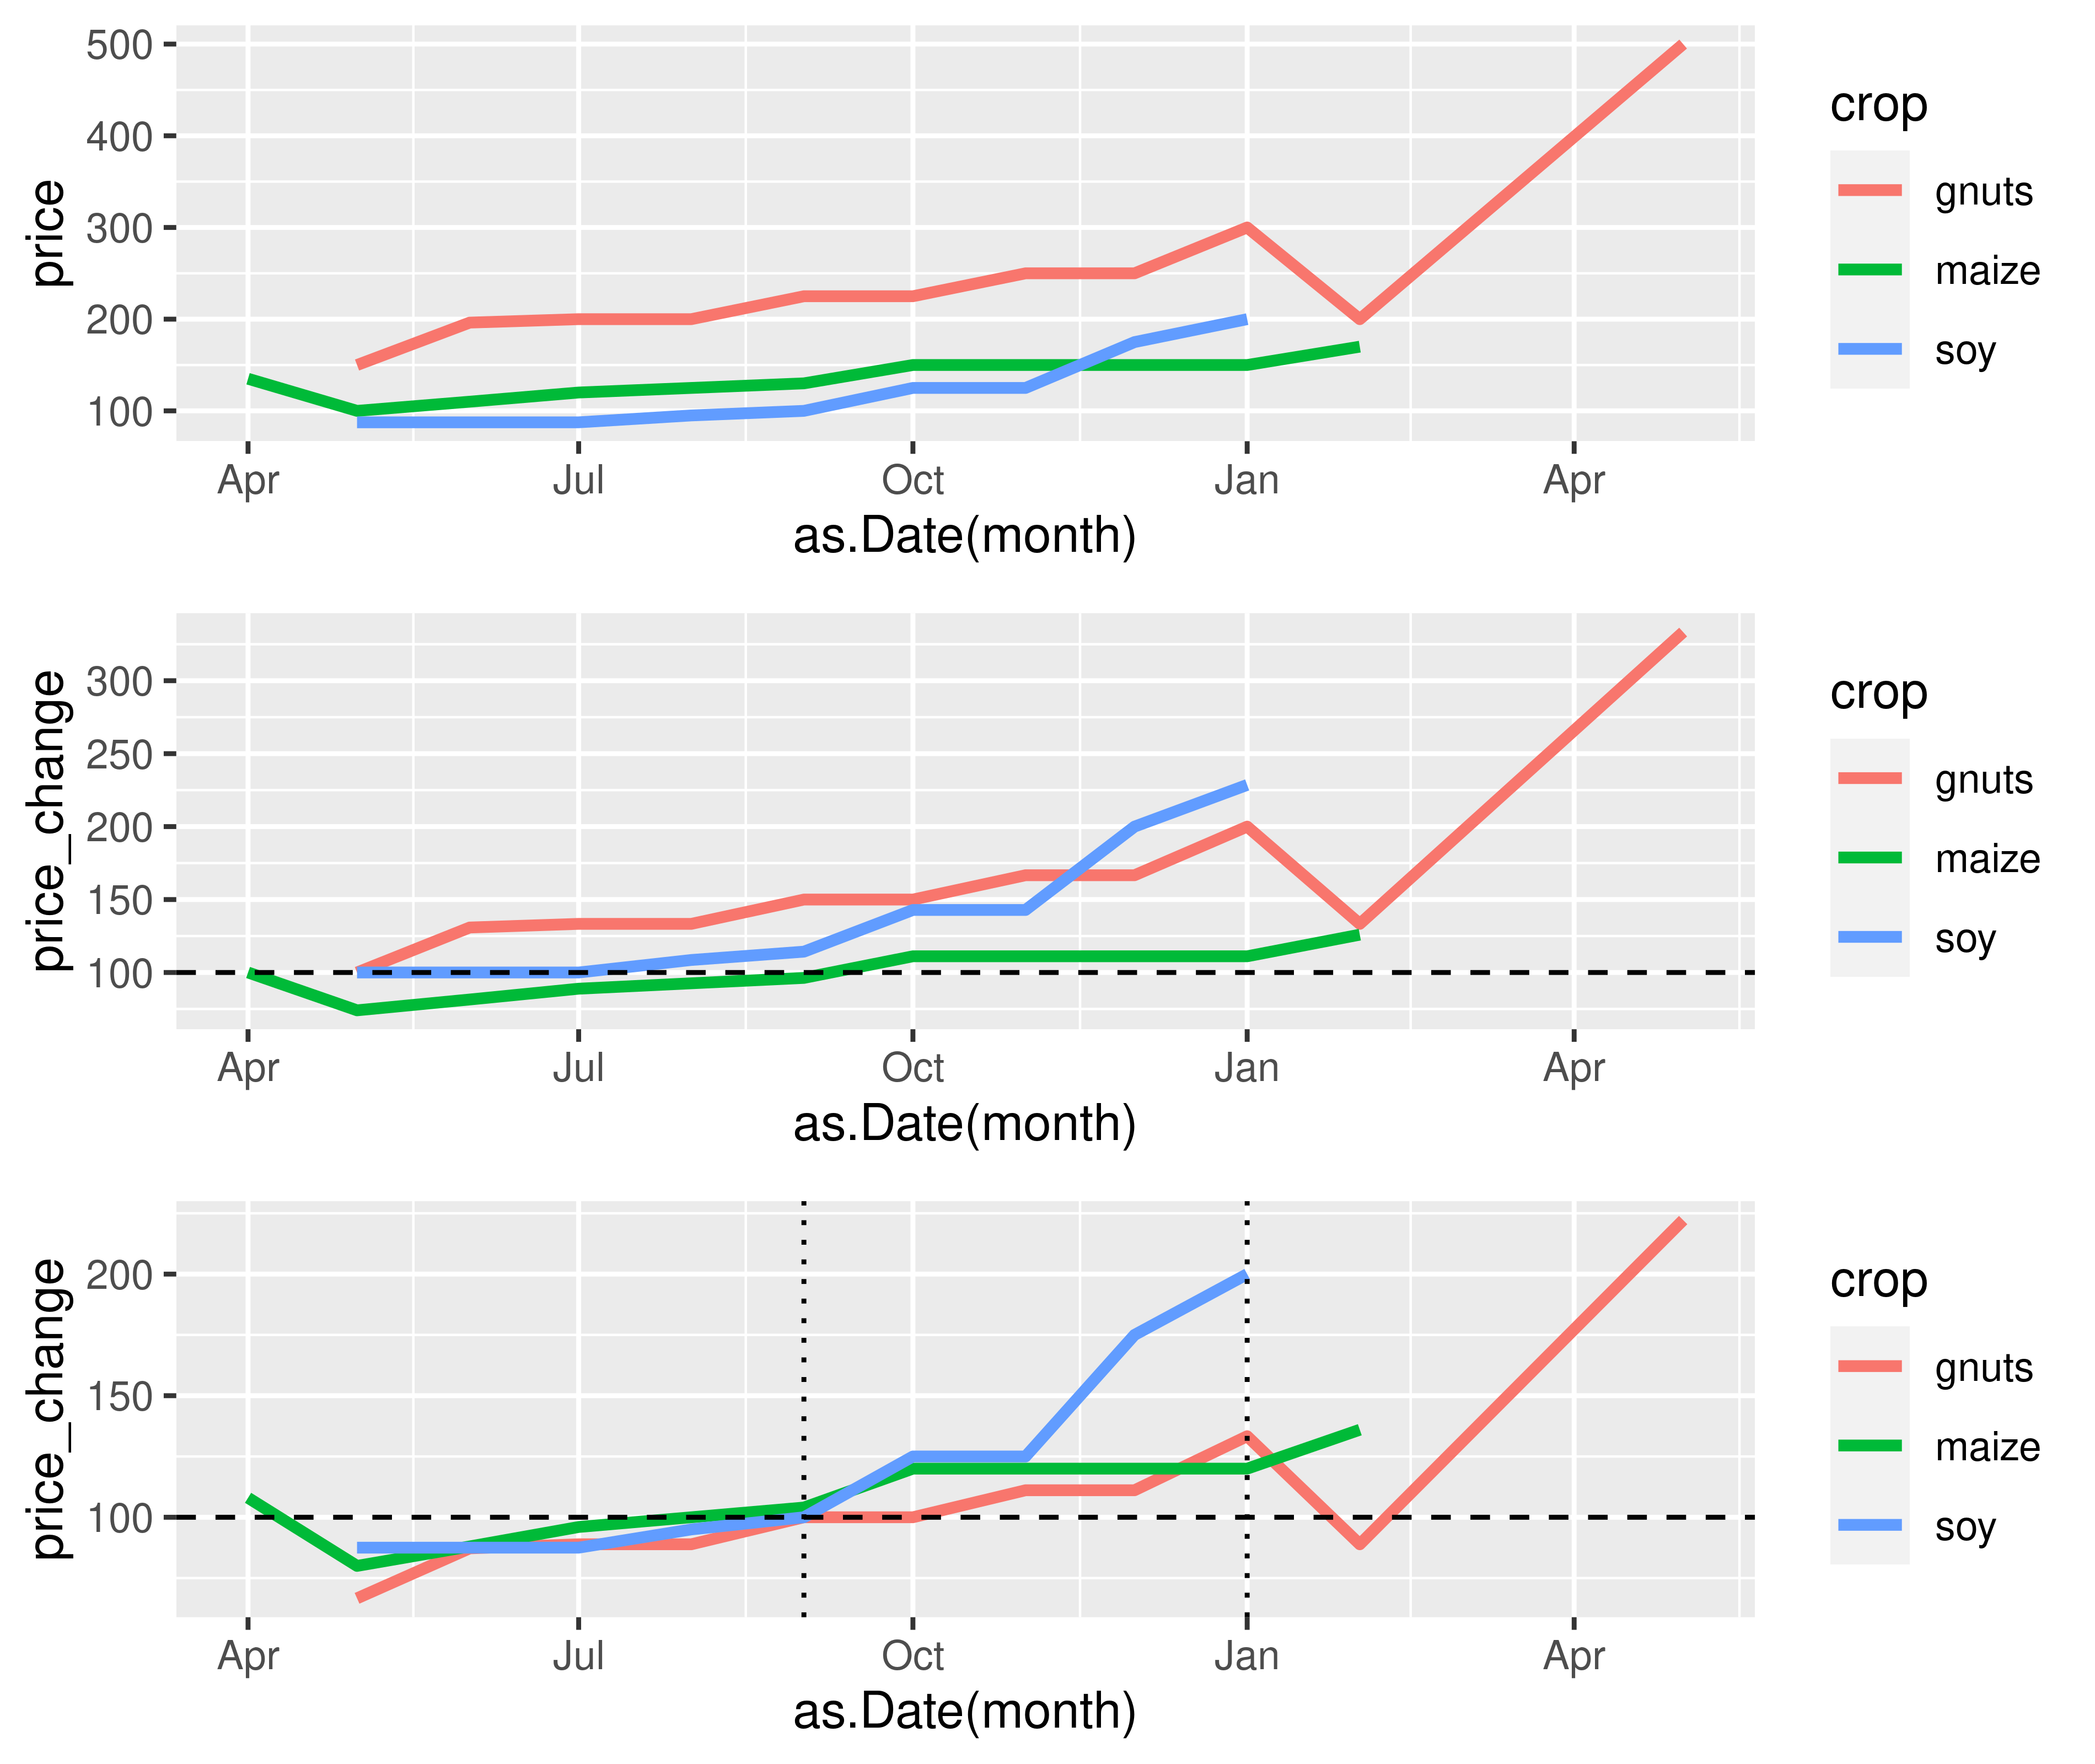 price
500
400
300
200
100
Apr Jul Oct Jan Apr
as.Date(month)
crop
gnuts
maize
soy
price_change
300
250
200
150
100
Apr Jul Oct Jan Apr
as.Date(month)
crop
gnuts
maize
soy
price_change
200
150
100
Apr Jul Oct Jan Apr
as.Date(month)
crop
gnuts
maize
soy